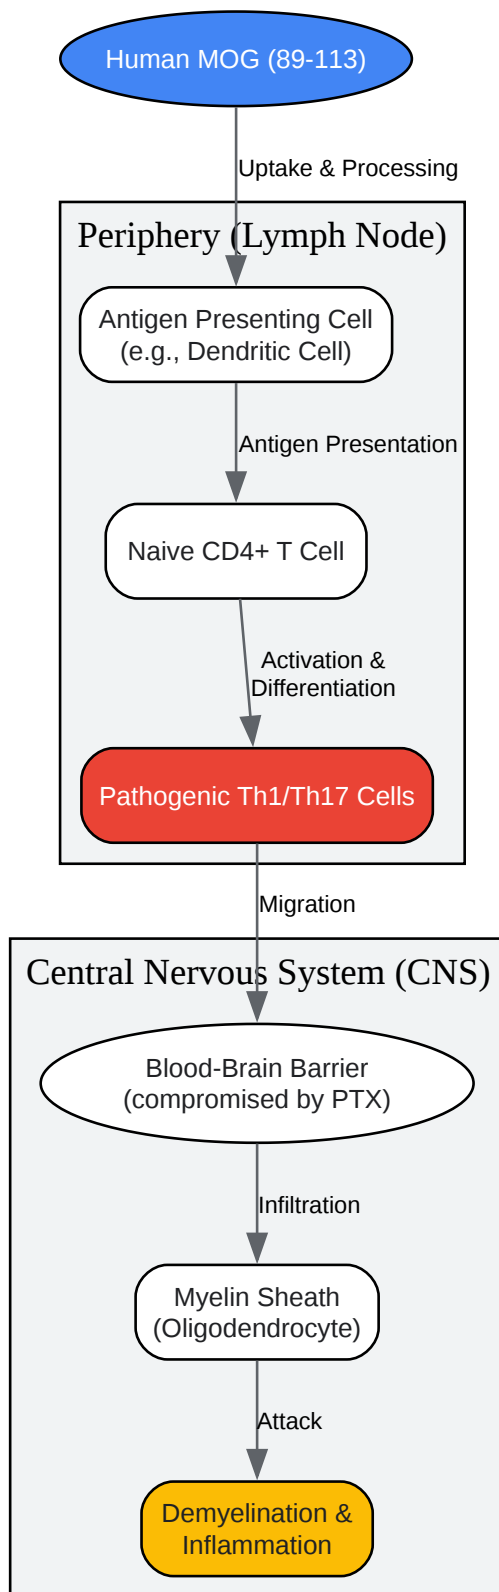 Human MOG (89-113)
Uptake & Processing
Periphery (Lymph Node)
Antigen Presenting Cell
(e.g., Dendritic Cell)
Antigen Presentation
Naive CD4+ T Cell
Activation &
Differentiation
Pathogenic Th1/Th17 Cells
Migration
Central Nervous System (CNS)
Blood-Brain Barrier
(compromised by PTX)
Infiltration
Myelin Sheath
(Oligodendrocyte)
Attack
Demyelination &
Inflammation